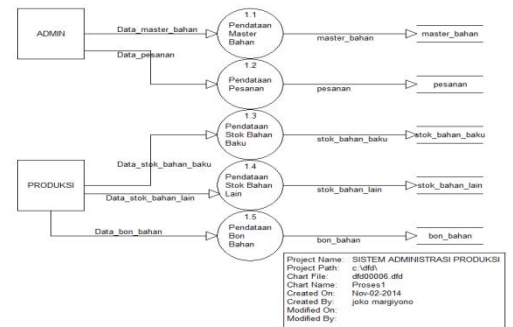 ADMIN
Data_master_bahan
1.1
Pendataan
Master
Bahan
master_bahan
master_bahan
Data_pesanan
1.2
Pendataan
Pesanan
pesanan
pesanan
1.3
Pendataan
Stok Bahan
Baku
stok_bahan_baku
stok_bahan_baku
Data_stok_bahan_baku
PRODUKSI
1.4
Pendataan
Stok Bahan
Lain
stok_bahan_lain
stok_bahan_lain
Data_stok_bahan_lain
Data_bon_bahan
1.5
Pendataan
Bon
Bahan
bon_bahan
bon_bahan
Project Name: SISTEM ADMINISTRASI PRODUKSI
Project Path: c:\dfd\
Chart File: dfd00006.dfd
Chart Name: Proses1
Created On: Nov-02-2014
Created By: joko margiyono
Modified On:
Modified By: